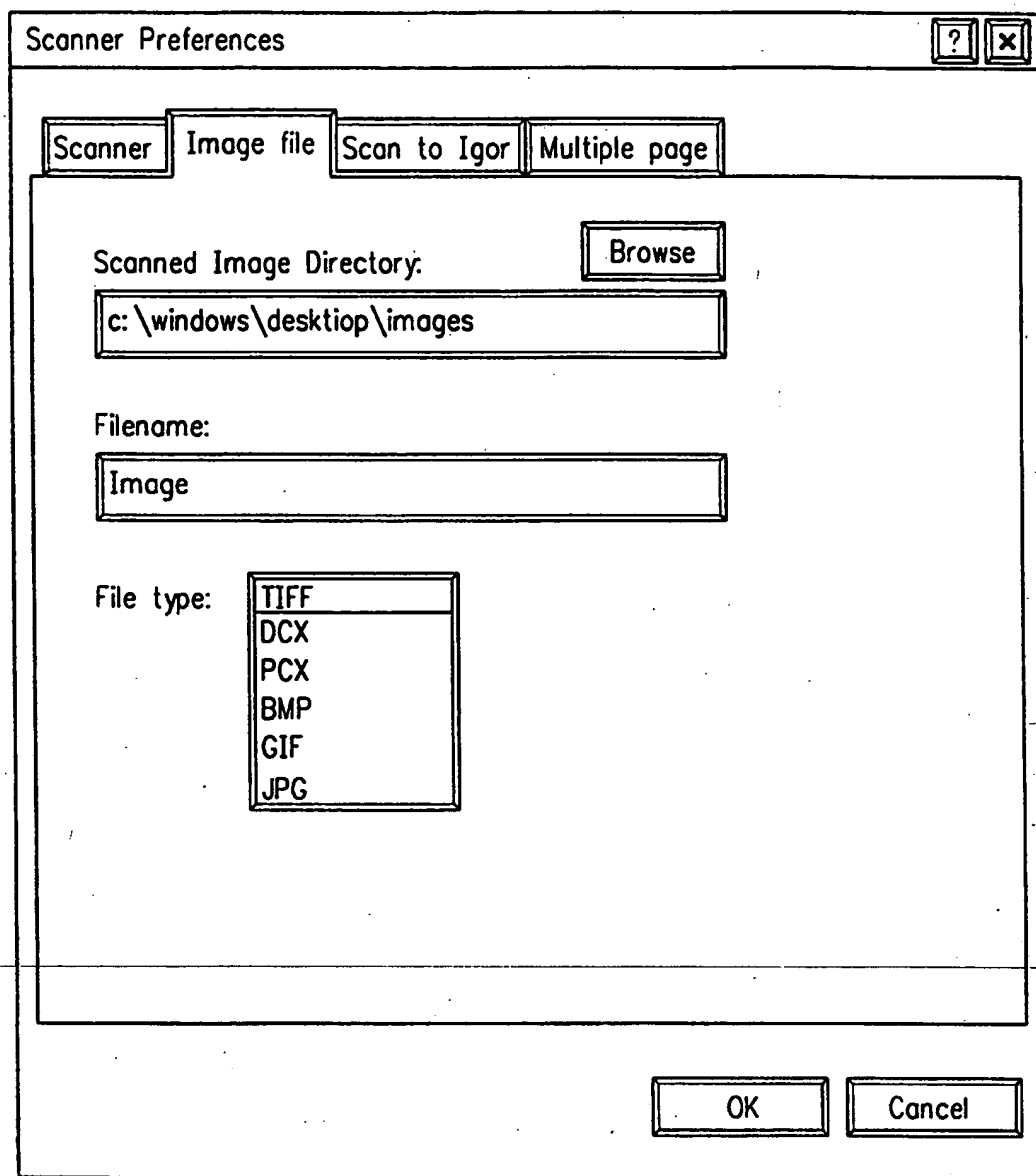 Scanner Preferences ? ×
Scanner Image file Scan to Igor Multiple page
Scanned Image Directory: Browse
c:\windows\desktiop\images
Filename:
Image
File type: TIFF
DCX
PCX
BMP
GIF
JPG
OK Cancel